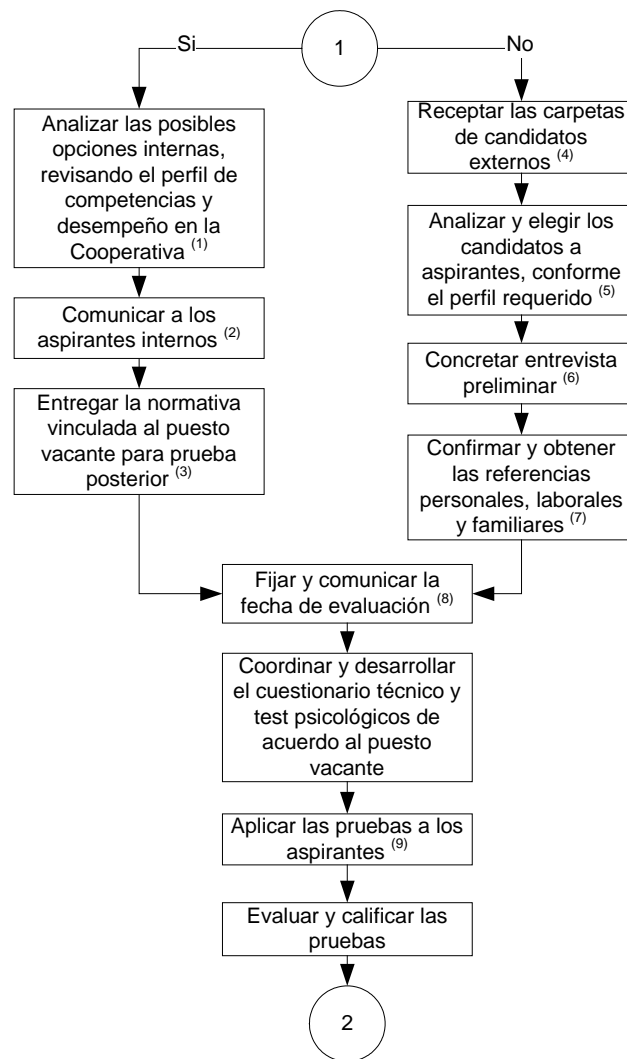 Si
1
No
Analizar las posibles
opciones internas,
revisando el perfil de
competencias y
desempeño en la
Cooperativa (1)
Comunicar a los
aspirantes internos (2)
Entregar la normativa
vinculada al puesto
vacante para prueba
posterior (3)
Receptar las carpetas
de candidatos
externos (4)
Analizar y elegir los
candidatos a
aspirantes, conforme
el perfil requerido (5)
Concretar entrevista
preliminar (6)
Confirmar y obtener
las referencias
personales, laborales
y familiares (7)
Fijar y comunicar la
fecha de evaluación (8)
Coordinar y desarrollar
el cuestionario técnico y
test psicológicos de
acuerdo al puesto
vacante
Aplicar las pruebas a los
aspirantes (9)
Evaluar y calificar las
pruebas
2